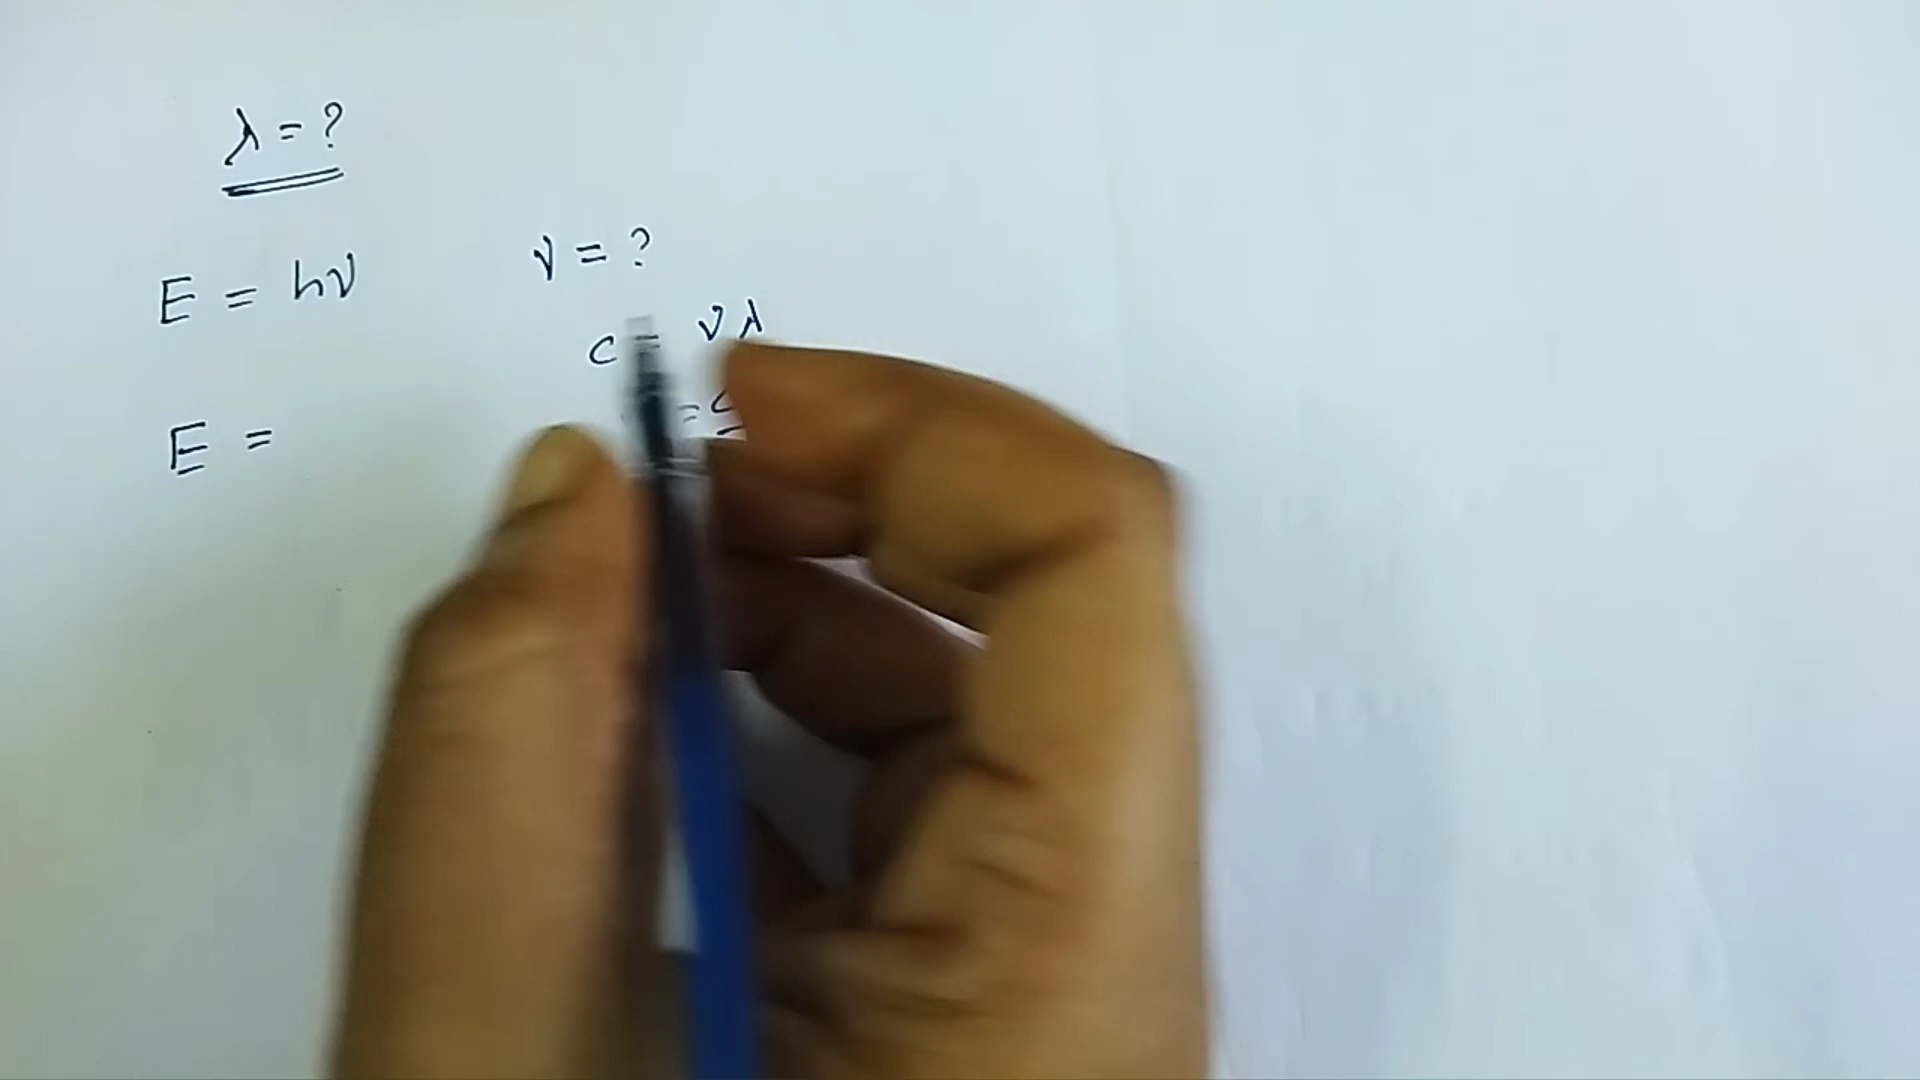 λ = ?
E = hν
ν = ?
c = νλ
= c
E =